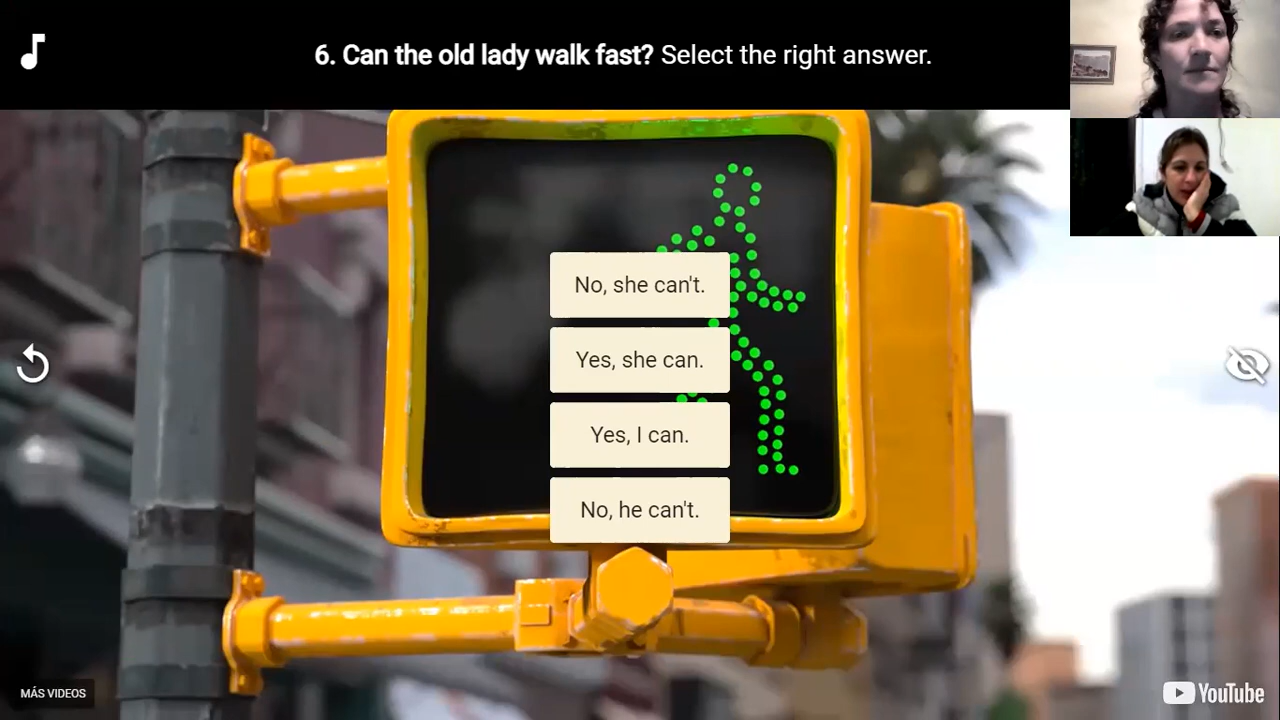 6. Can the old lady walk fast? Select the right answer.
No, she can't.
Yes, she can.
Yes, I can.
No, he can't.
MÁS VIDEOS
YouTube